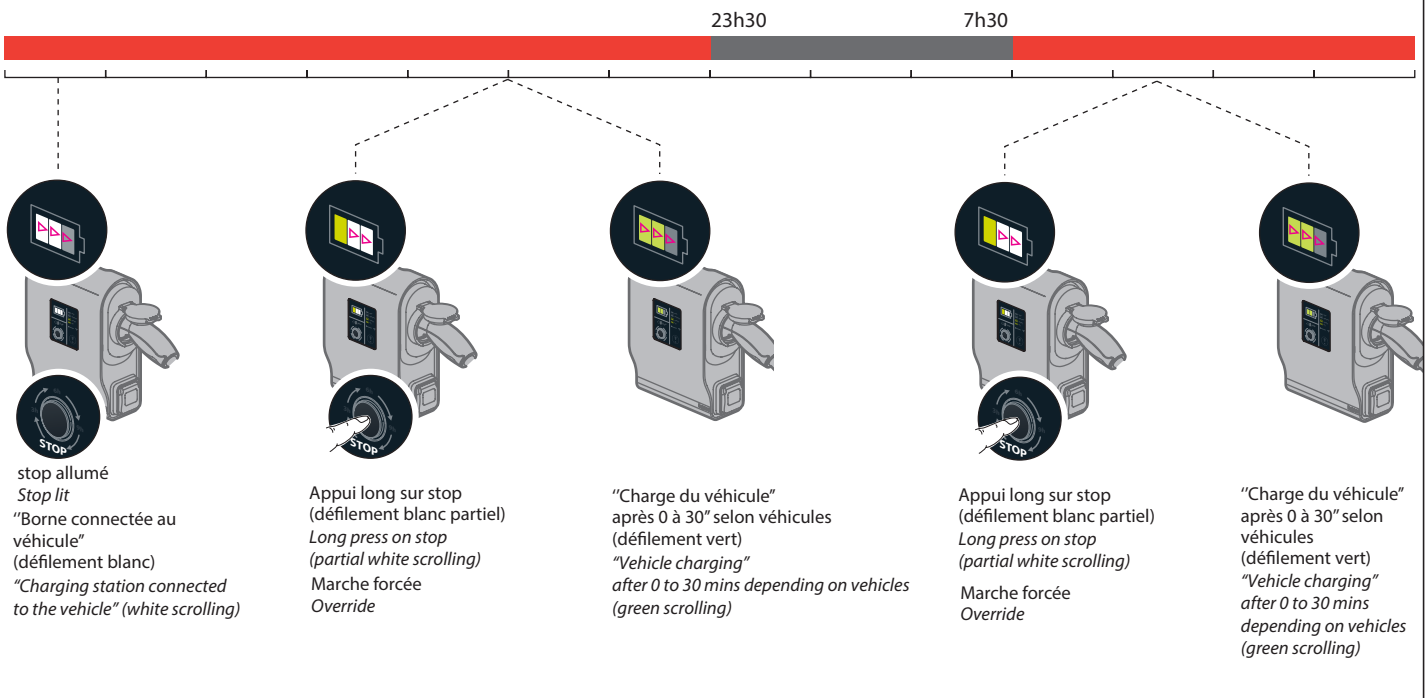 23h30
7h30
STOP
STOP
STOP
stop allumé
Stop lit
‘’Borne connectée au
véhicule’’
(défilement blanc)
“Charging station connected
to the vehicle” (white scrolling)
Appui long sur stop
(défilement blanc partiel)
Long press on stop
(partial white scrolling)
Marche forcée
Override
‘’Charge du véhicule’’
après 0 à 30’’ selon véhicules
(défilement vert)
“Vehicle charging”
after 0 to 30 mins depending on vehicles
(green scrolling)
Appui long sur stop
(défilement blanc partiel)
Long press on stop
(partial white scrolling)
Marche forcée
Override
‘’Charge du véhicule’’
après 0 à 30’’ selon
véhicules
(défilement vert)
“Vehicle charging”
after 0 to 30 mins
depending on vehicles
(green scrolling)